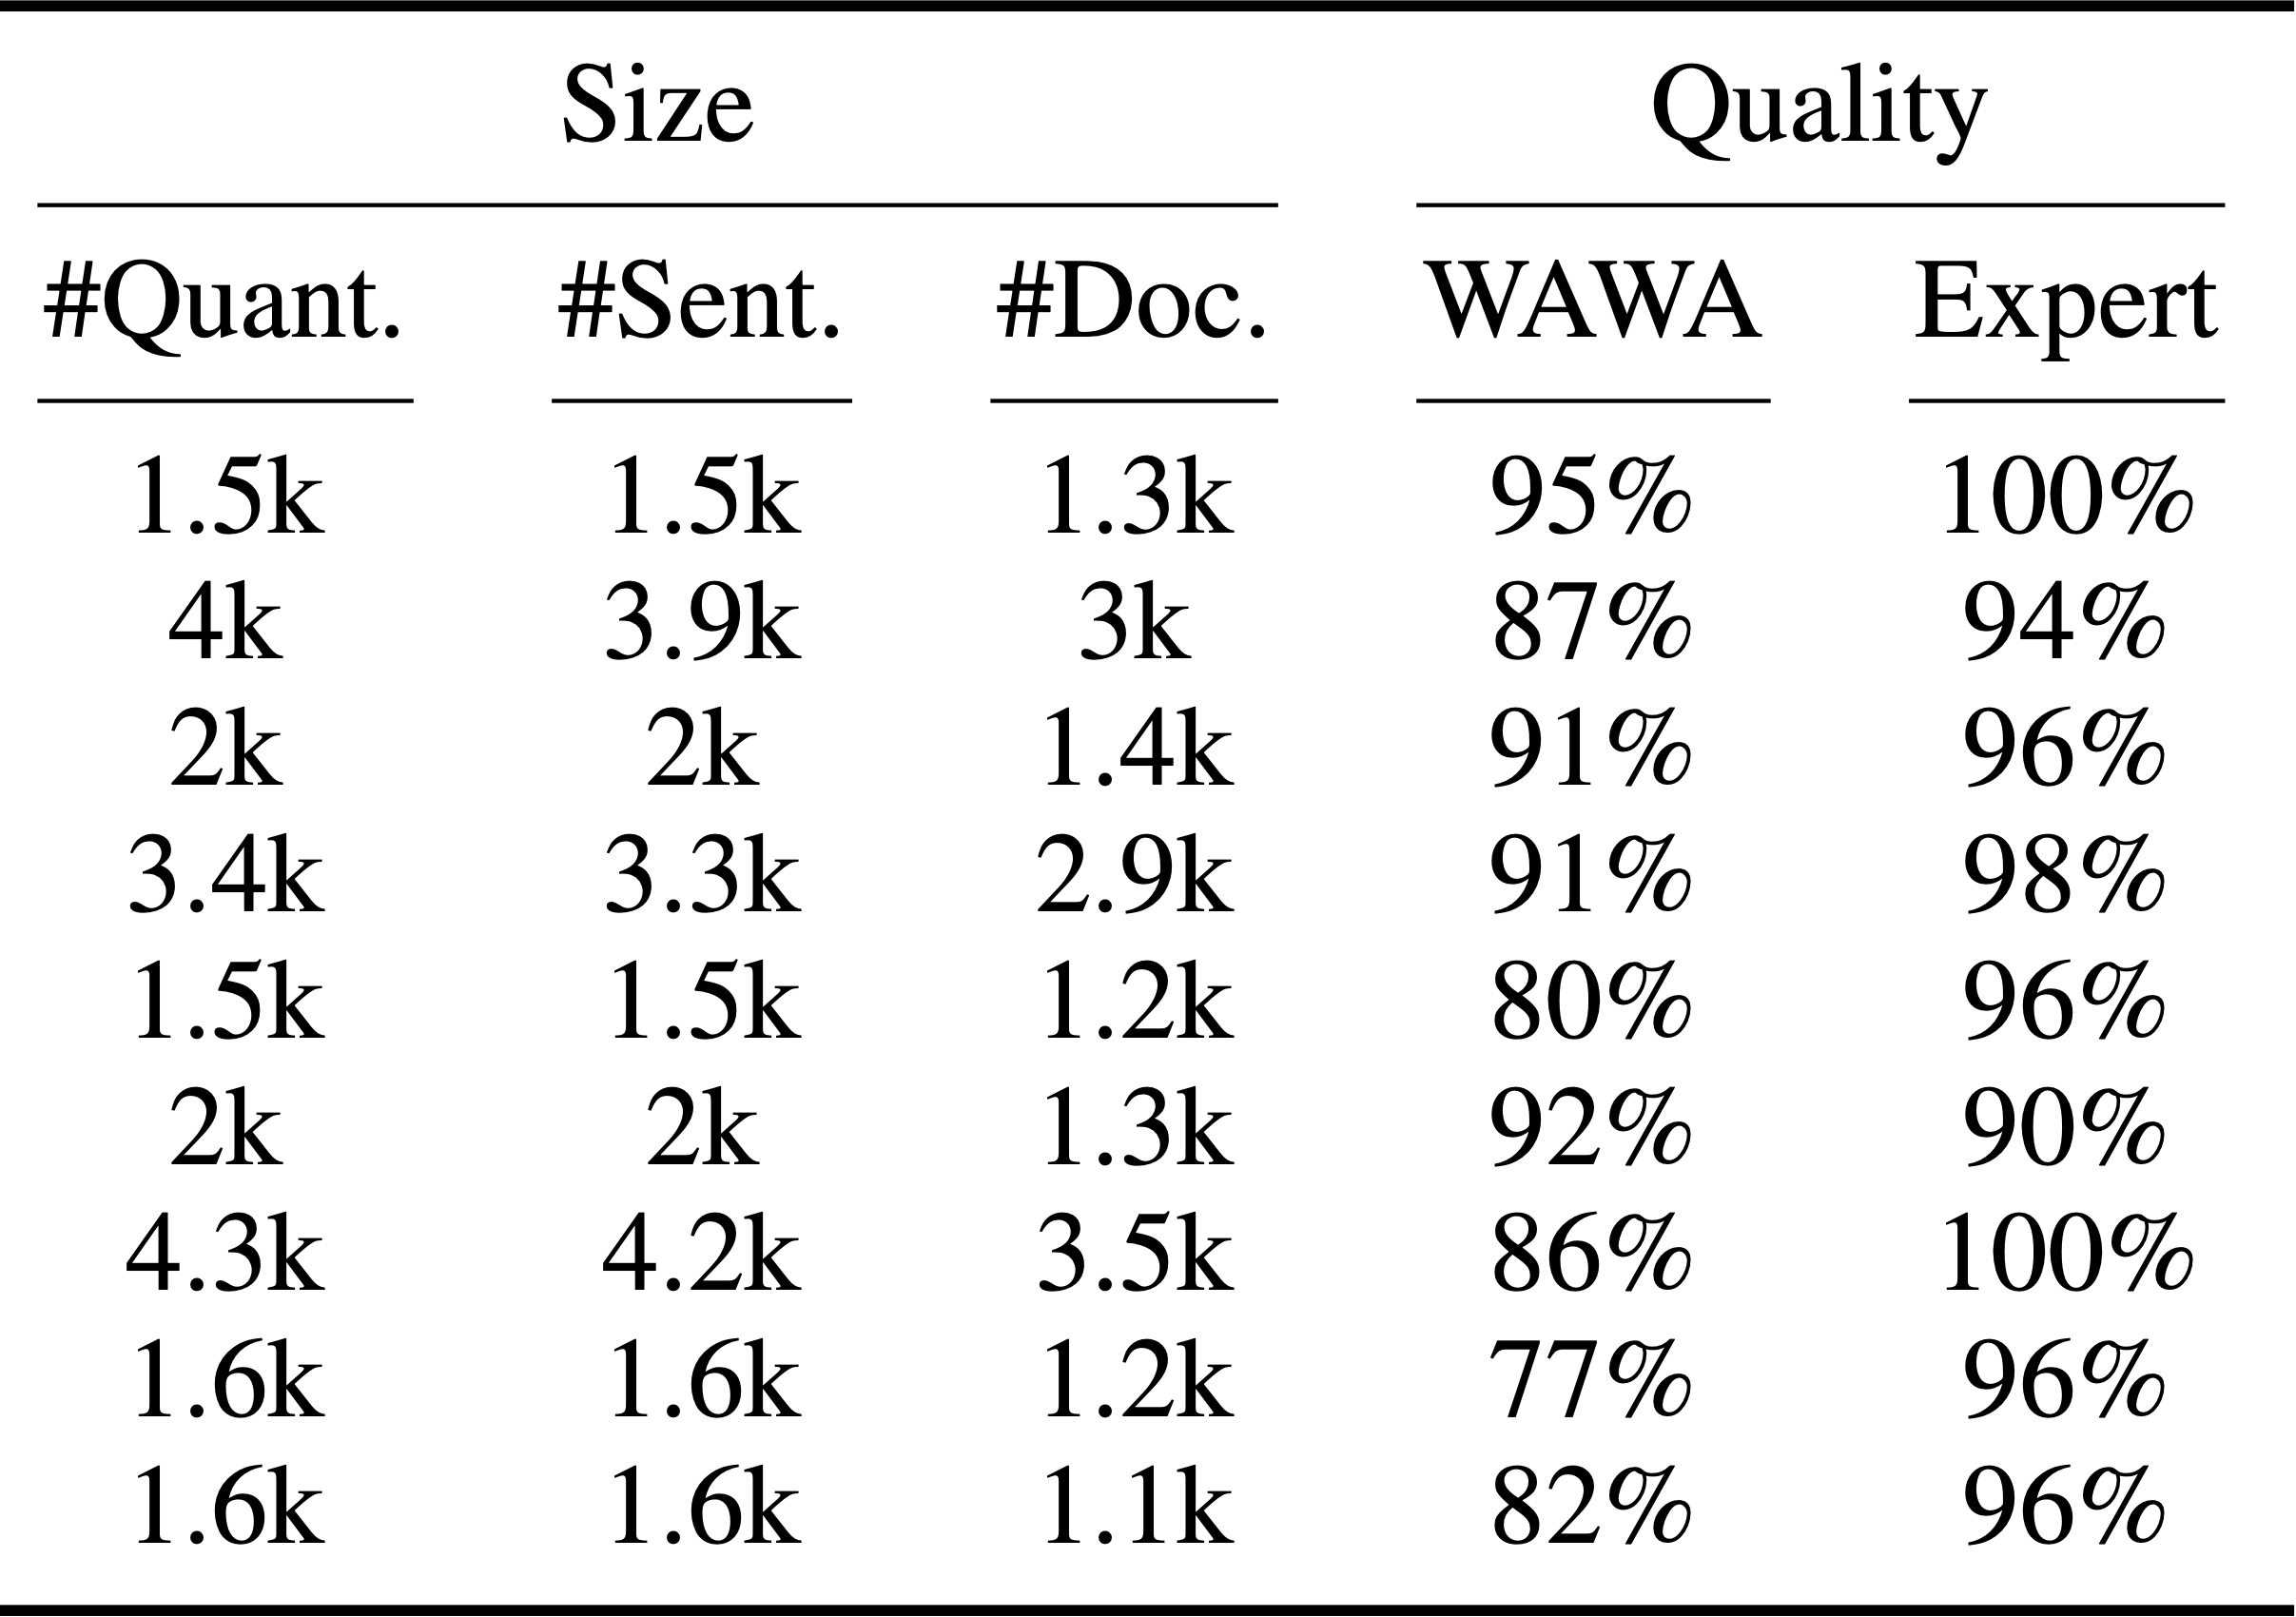 Size Quality
#Quant. #Sent. #Doc. WAWA Expert
1.5k 1.5k 1.3k 95% 100%
4k 3.9k 3k 87% 94%
2k 2k 1.4k 91% 96%
3.4k 3.3k 2.9k 91% 98%
1.5k 1.5k 1.2k 80% 96%
2k 2k 1.3k 92% 90%
4.3k 4.2k 3.5k 86% 100%
1.6k 1.6k 1.2k 77% 96%
1.6k 1.6k 1.1k 82% 96%